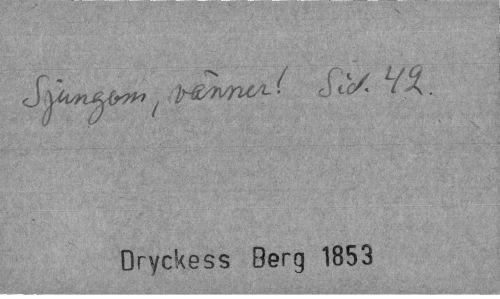 Sjungom, vänner! Sid. 42.
Dryckess Berg 1853